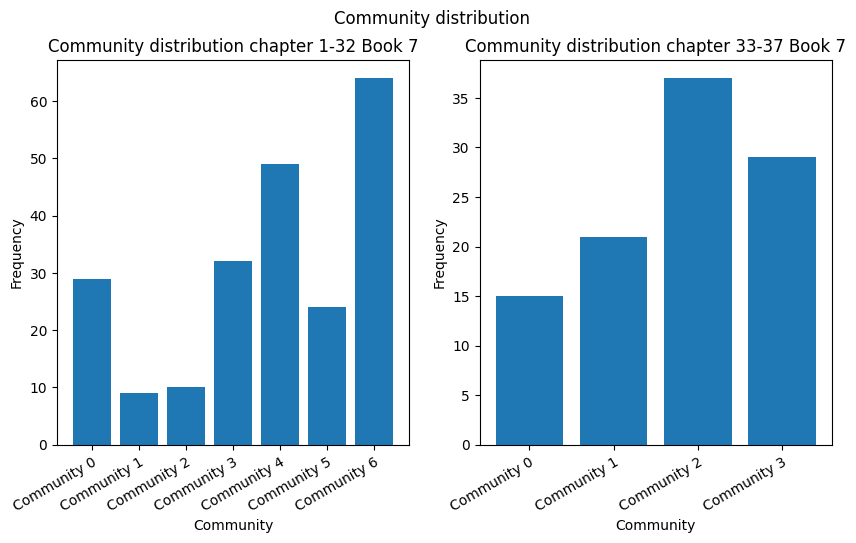 Community distribution
Community distribution chapter 1-32 Book 7
Frequency
60
50
40
30
20
10
0
Community 0
Community 1
Community 2
Community 3
Community 4
Community 5
Community 6
Community
Community distribution chapter 33-37 Book 7
Frequency
35
30
25
20
15
10
5
0
Community 0
Community 1
Community 2
Community 3
Community